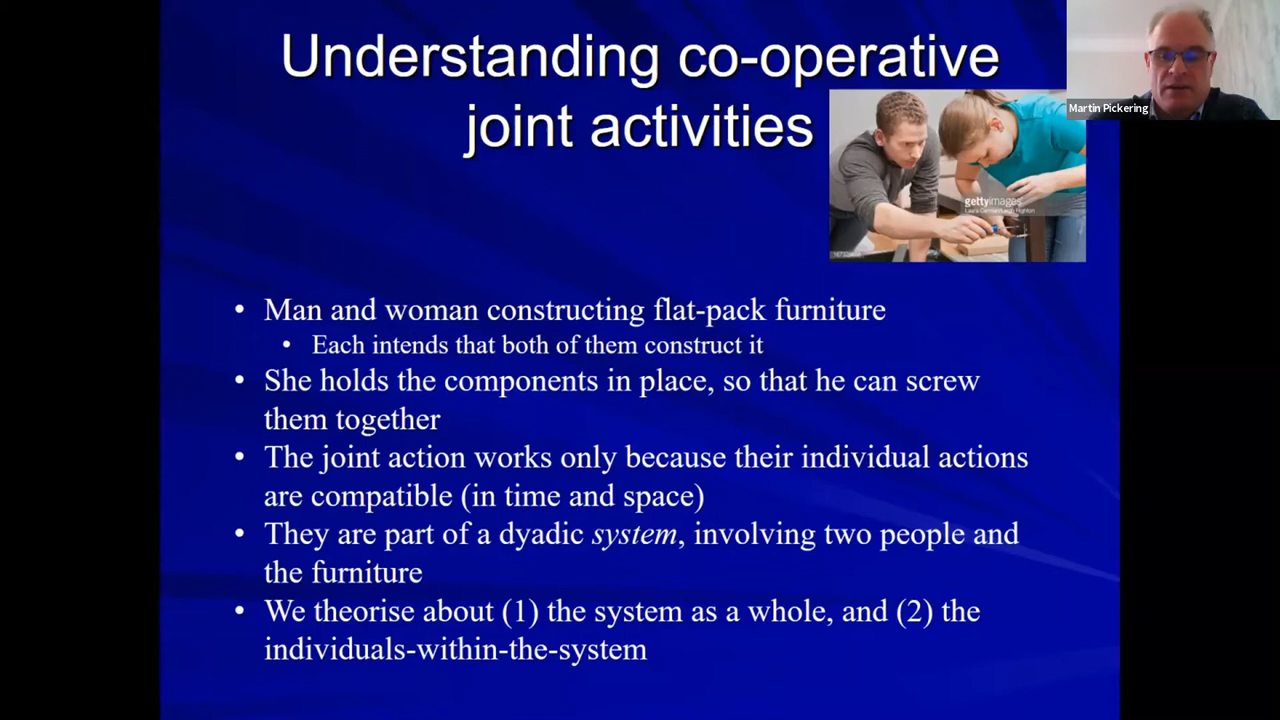 Understanding co-operative
joint activities
Martin Pickering
gettyimages
• Man and woman constructing flat-pack furniture
• Each intends that both of them construct it
• She holds the components in place, so that he can screw
them together
• The joint action works only because their individual actions
are compatible (in time and space)
• They are part of a dyadic system, involving two people and
the furniture
• We theorise about (1) the system as a whole, and (2) the
individuals-within-the-system